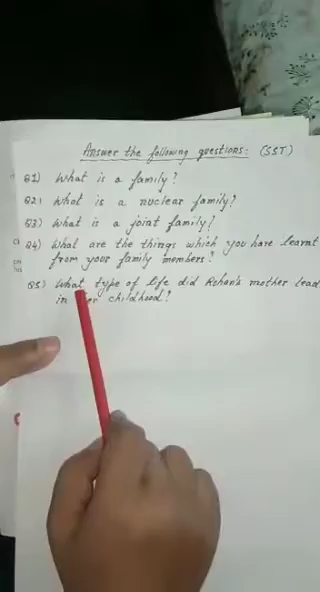 Answer the following questions: (SST)
Q1) What is a family?
Q2) What is a nuclear family?
Q3) What is a joint family?
Q4) What are the things which you have learnt
from your family members?
Q5) What type of life did Rohan's mother lead
in her childhood?